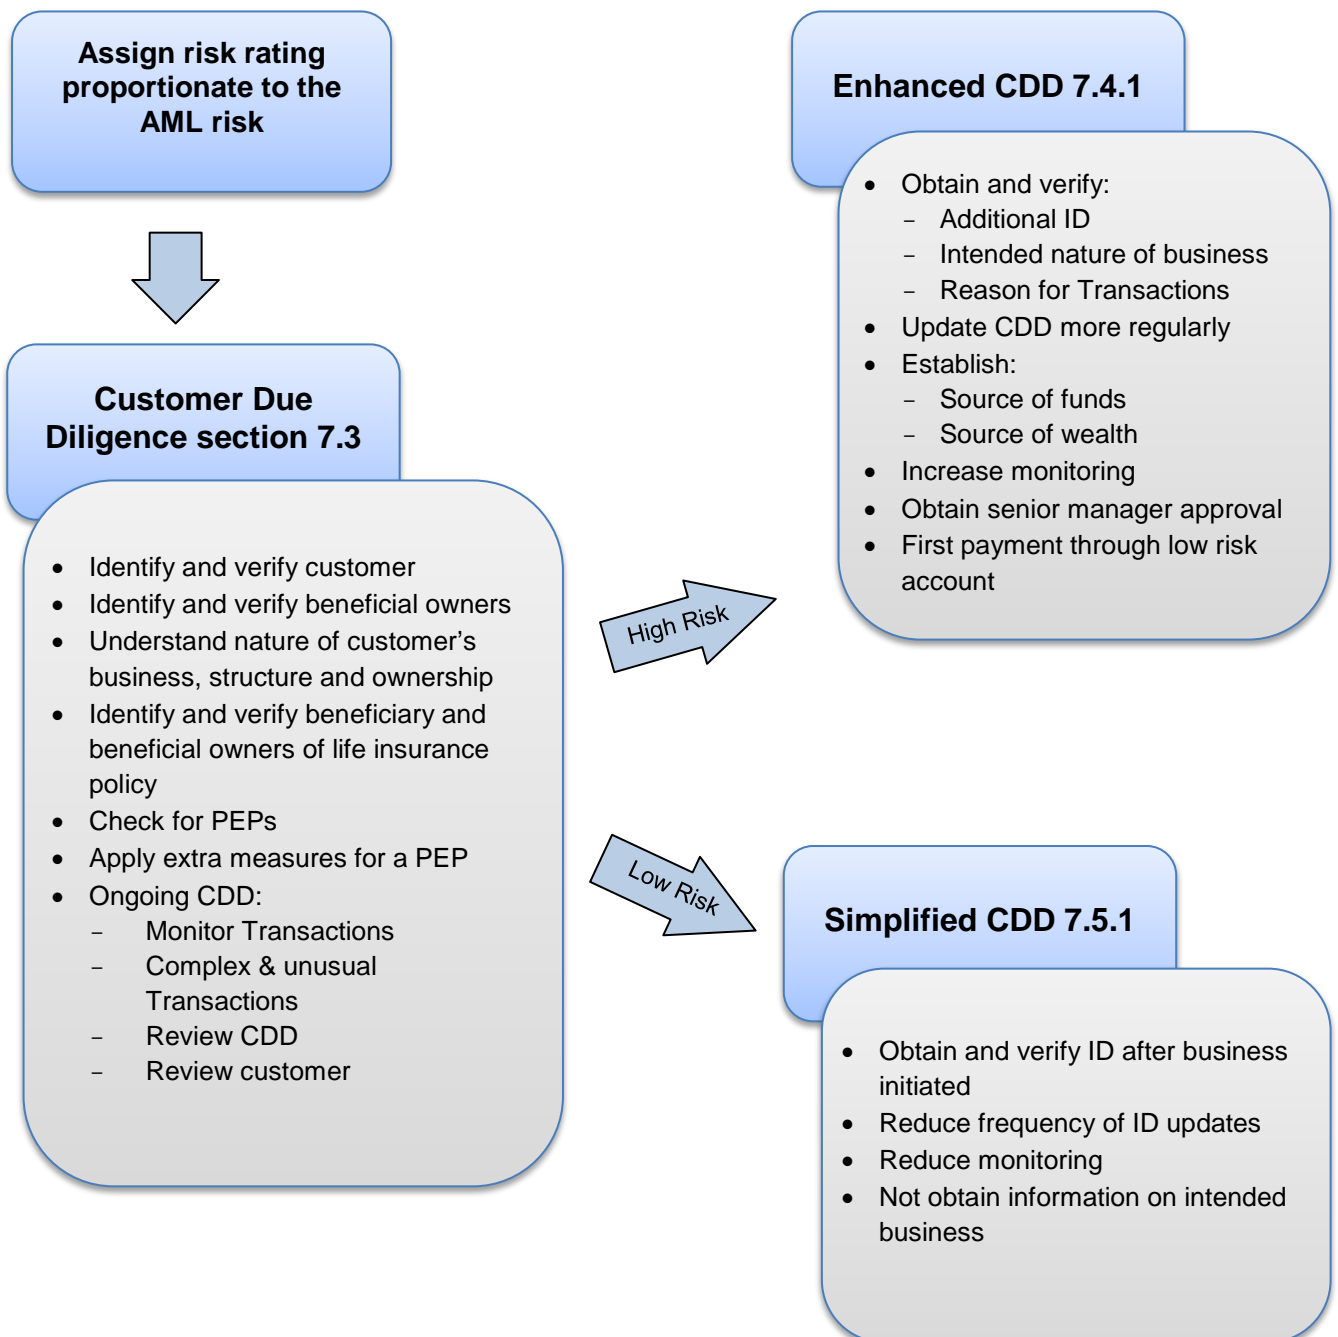 Assign risk rating
proportionate to the
AML risk
Customer Due
Diligence section 7.3
• Identify and verify customer
• Identify and verify beneficial owners
• Understand nature of customer’s
business, structure and ownership
• Identify and verify beneficiary and
beneficial owners of life insurance
policy
• Check for PEPs
• Apply extra measures for a PEP
• Ongoing CDD:
- Monitor Transactions
- Complex & unusual
Transactions
- Review CDD
- Review customer
High Risk
Enhanced CDD 7.4.1
• Obtain and verify:
- Additional ID
- Intended nature of business
- Reason for Transactions
• Update CDD more regularly
• Establish:
- Source of funds
- Source of wealth
• Increase monitoring
• Obtain senior manager approval
• First payment through low risk
account
Low Risk
Simplified CDD 7.5.1
• Obtain and verify ID after business
initiated
• Reduce frequency of ID updates
• Reduce monitoring
• Not obtain information on intended
business